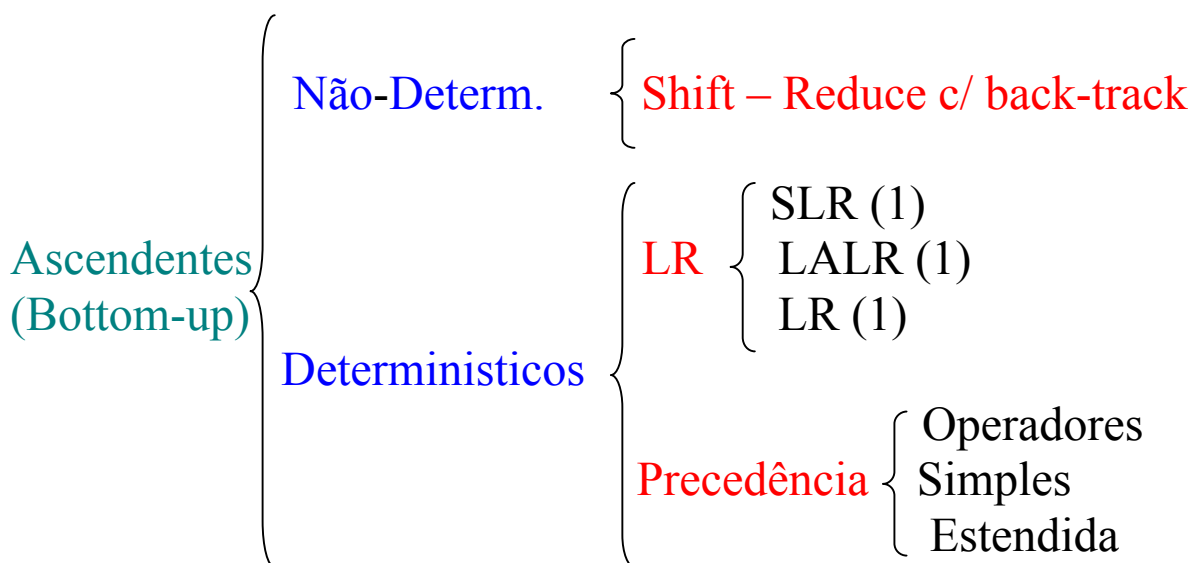 Não-Determ.
Shift – Reduce c/ back-track
Ascendentes
(Bottom-up)
Deterministicos
LR
SLR (1)
LALR (1)
LR (1)
Precedência
Operadores
Simples
Estendida